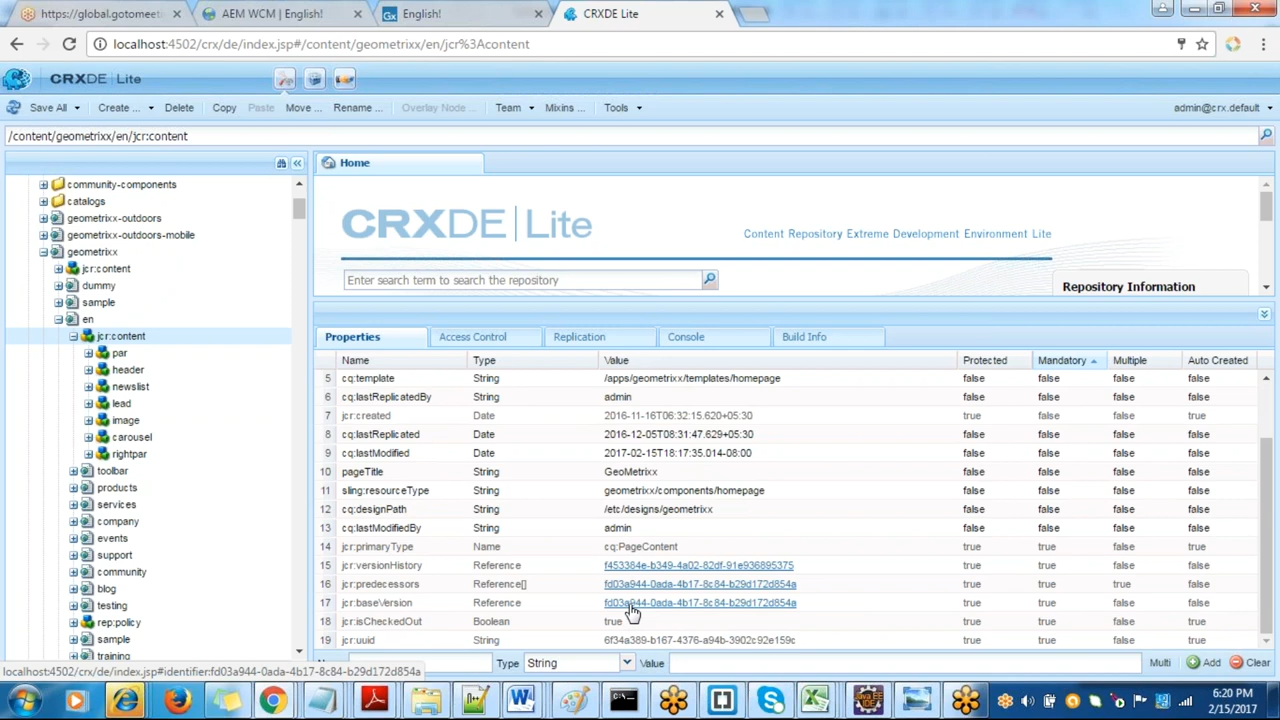 https://global.gotomeeti
AEM WCM | English!
English!
CRXDE Lite
localhost:4502/crx/de/index.jsp#/content/geometrixx/en/jcr%3Acontent
CRXDE | Lite
Save All
Create ...
Delete
Copy
Paste
Move ...
Rename ...
Overlay Node ...
Team
Mixins ...
Tools
admin@crx.default
/content/geometrixx/en/jcr:content
Home
community-components
catalogs
geometrixx-outdoors
geometrixx-outdoors-mobile
geometrixx
jcr:content
dummy
sample
en
jcr:content
par
header
newslist
lead
image
carousel
rightpar
toolbar
products
services
company
events
support
community
blog
testing
rep:policy
sample
training
CRXDE | Lite
Content Repository Extreme Development Environment Lite
Enter search term to search the repository
Repository Information
Properties
Access Control
Replication
Console
Build Info
Name Type Value Protected Mandatory Multiple Auto Created
5 cq:template String /apps/geometrixx/templates/homepage false false false false
6 cq:lastReplicatedBy String admin false false false false
7 jcr:created Date 2016-11-16T06:32:15.620+05:30 true false false true
8 cq:lastReplicated Date 2016-12-05T08:31:47.629+05:30 false false false false
9 cq:lastModified Date 2017-02-15T18:17:35.014-08:00 false false false false
10 pageTitle String GeoMetrixx false false false false
11 sling:resourceType String geometrixx/components/homepage false false false false
12 cq:designPath String /etc/designs/geometrixx false false false false
13 cq:lastModifiedBy String admin false false false false
14 jcr:primaryType Name cq:PageContent true true false true
15 jcr:versionHistory Reference f453384e-b349-4a02-82df-91e936895375 true true false false
16 jcr:predecessors Reference[] fd03a944-0ada-4b17-8c84-b29d172d854a true true true false
17 jcr:baseVersion Reference fd03a944-0ada-4b17-8c84-b29d172d854a true true false false
18 jcr:isCheckedOut Boolean true true true false true
19 jcr:uuid String 6f34a389-b167-4376-a94b-3902c92e159c true true false true
Type String Value Multi Add Clear
localhost:4502/crx/de/index.jsp#identifier:fd03a944-0ada-4b17-8c84-b29d172d854a
6:20 PM
2/15/2017